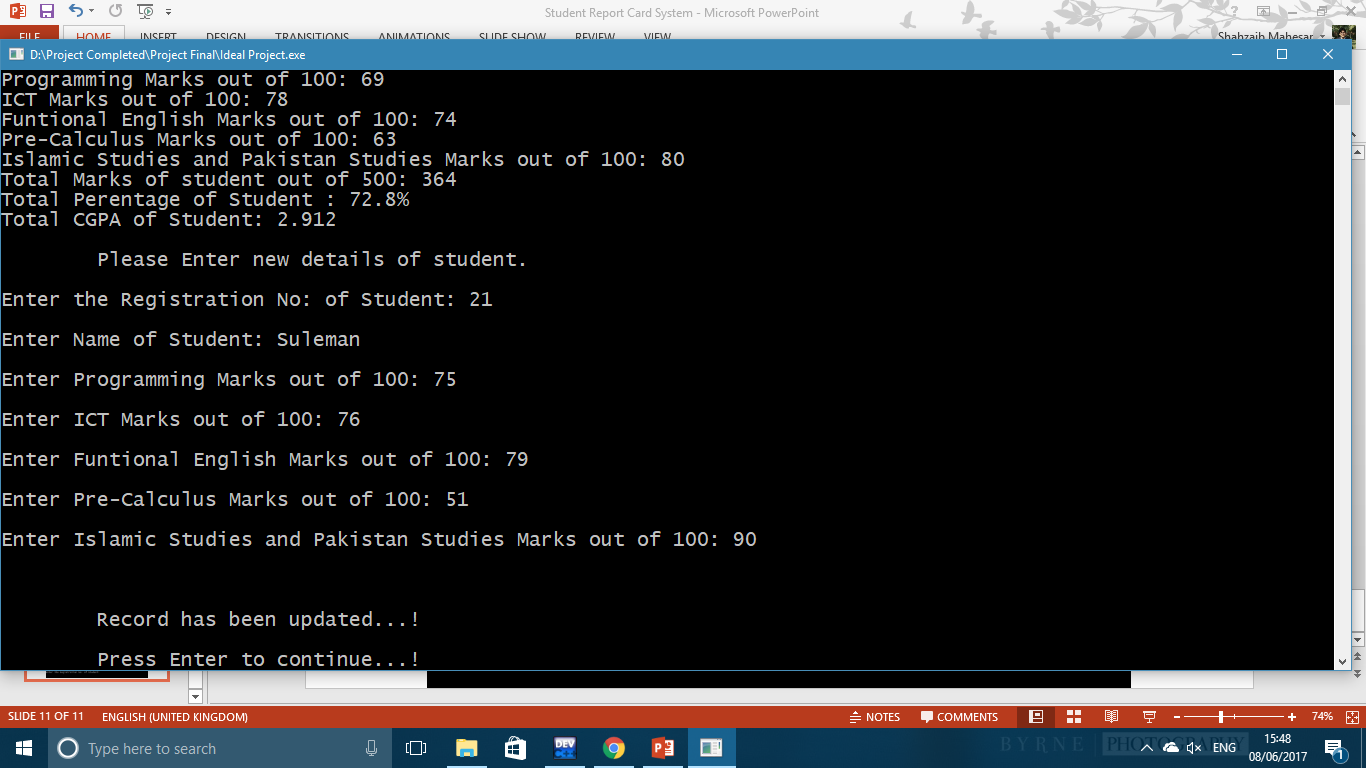 Student Report Card System - Microsoft PowerPoint
FILE HOME INSERT DESIGN TRANSITIONS ANIMATIONS SLIDE SHOW REVIEW VIEW Shahzaib Mahesar
D:\Project Completed\Project Final\Ideal Project.exe
Programming Marks out of 100: 69
ICT Marks out of 100: 78
Funtional English Marks out of 100: 74
Pre-Calculus Marks out of 100: 63
Islamic Studies and Pakistan Studies Marks out of 100: 80
Total Marks of student out of 500: 364
Total Perentage of Student : 72.8%
Total CGPA of Student: 2.912
Please Enter new details of student.
Enter the Registration No: of Student: 21
Enter Name of Student: Suleman
Enter Programming Marks out of 100: 75
Enter ICT Marks out of 100: 76
Enter Funtional English Marks out of 100: 79
Enter Pre-Calculus Marks out of 100: 51
Enter Islamic Studies and Pakistan Studies Marks out of 100: 90
Record has been updated...!
Press Enter to continue...!
SLIDE 11 OF 11 ENGLISH (UNITED KINGDOM) NOTES COMMENTS 74%
Type here to search DEV BYRNE PHOTOGRAPHY ENG 15:48
08/06/2017 1